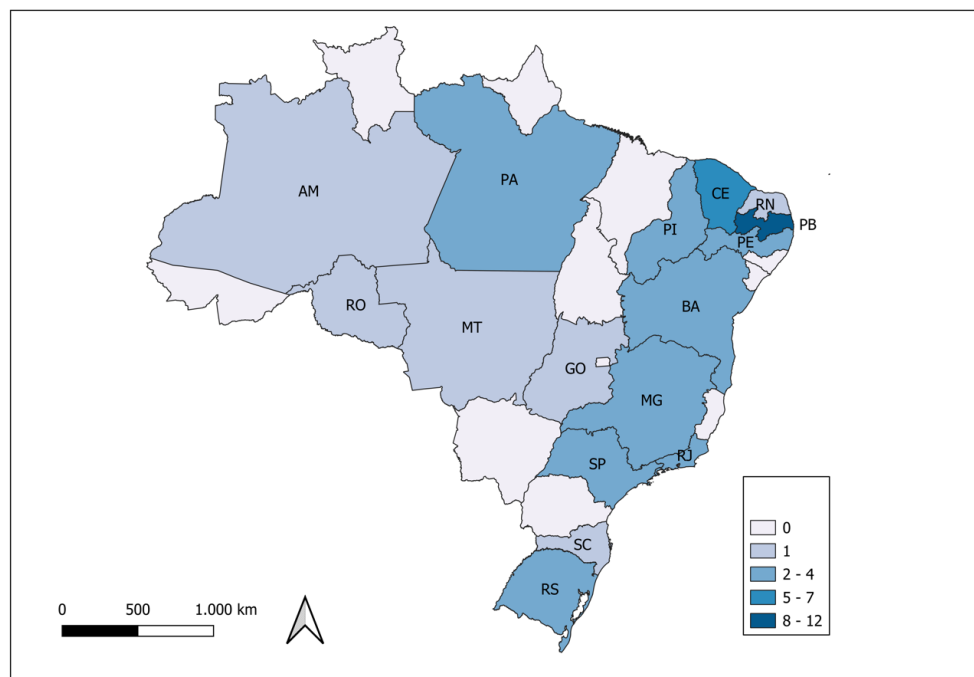 AM
PA
CE
RN
PB
PI
PE
RO
BA
MT
GO
MG
SP
RJ
SC
RS
0
1
2 - 4
5 - 7
8 - 12
0 500 1.000 km